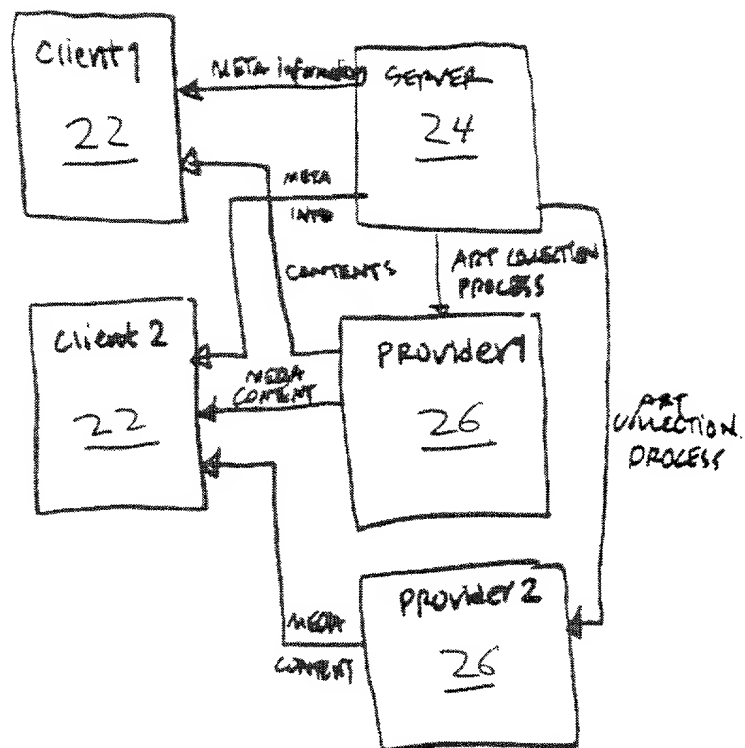 Client 1
22
META information
SERVER
24
META
INFO
CONTENTS
ART COLLECTION
PROCESS
Client 2
22
MEDIA
CONTENT
Provider 1
26
ART
COLLECTION
PROCESS
Provider 2
26
MEDIA
CONTENT